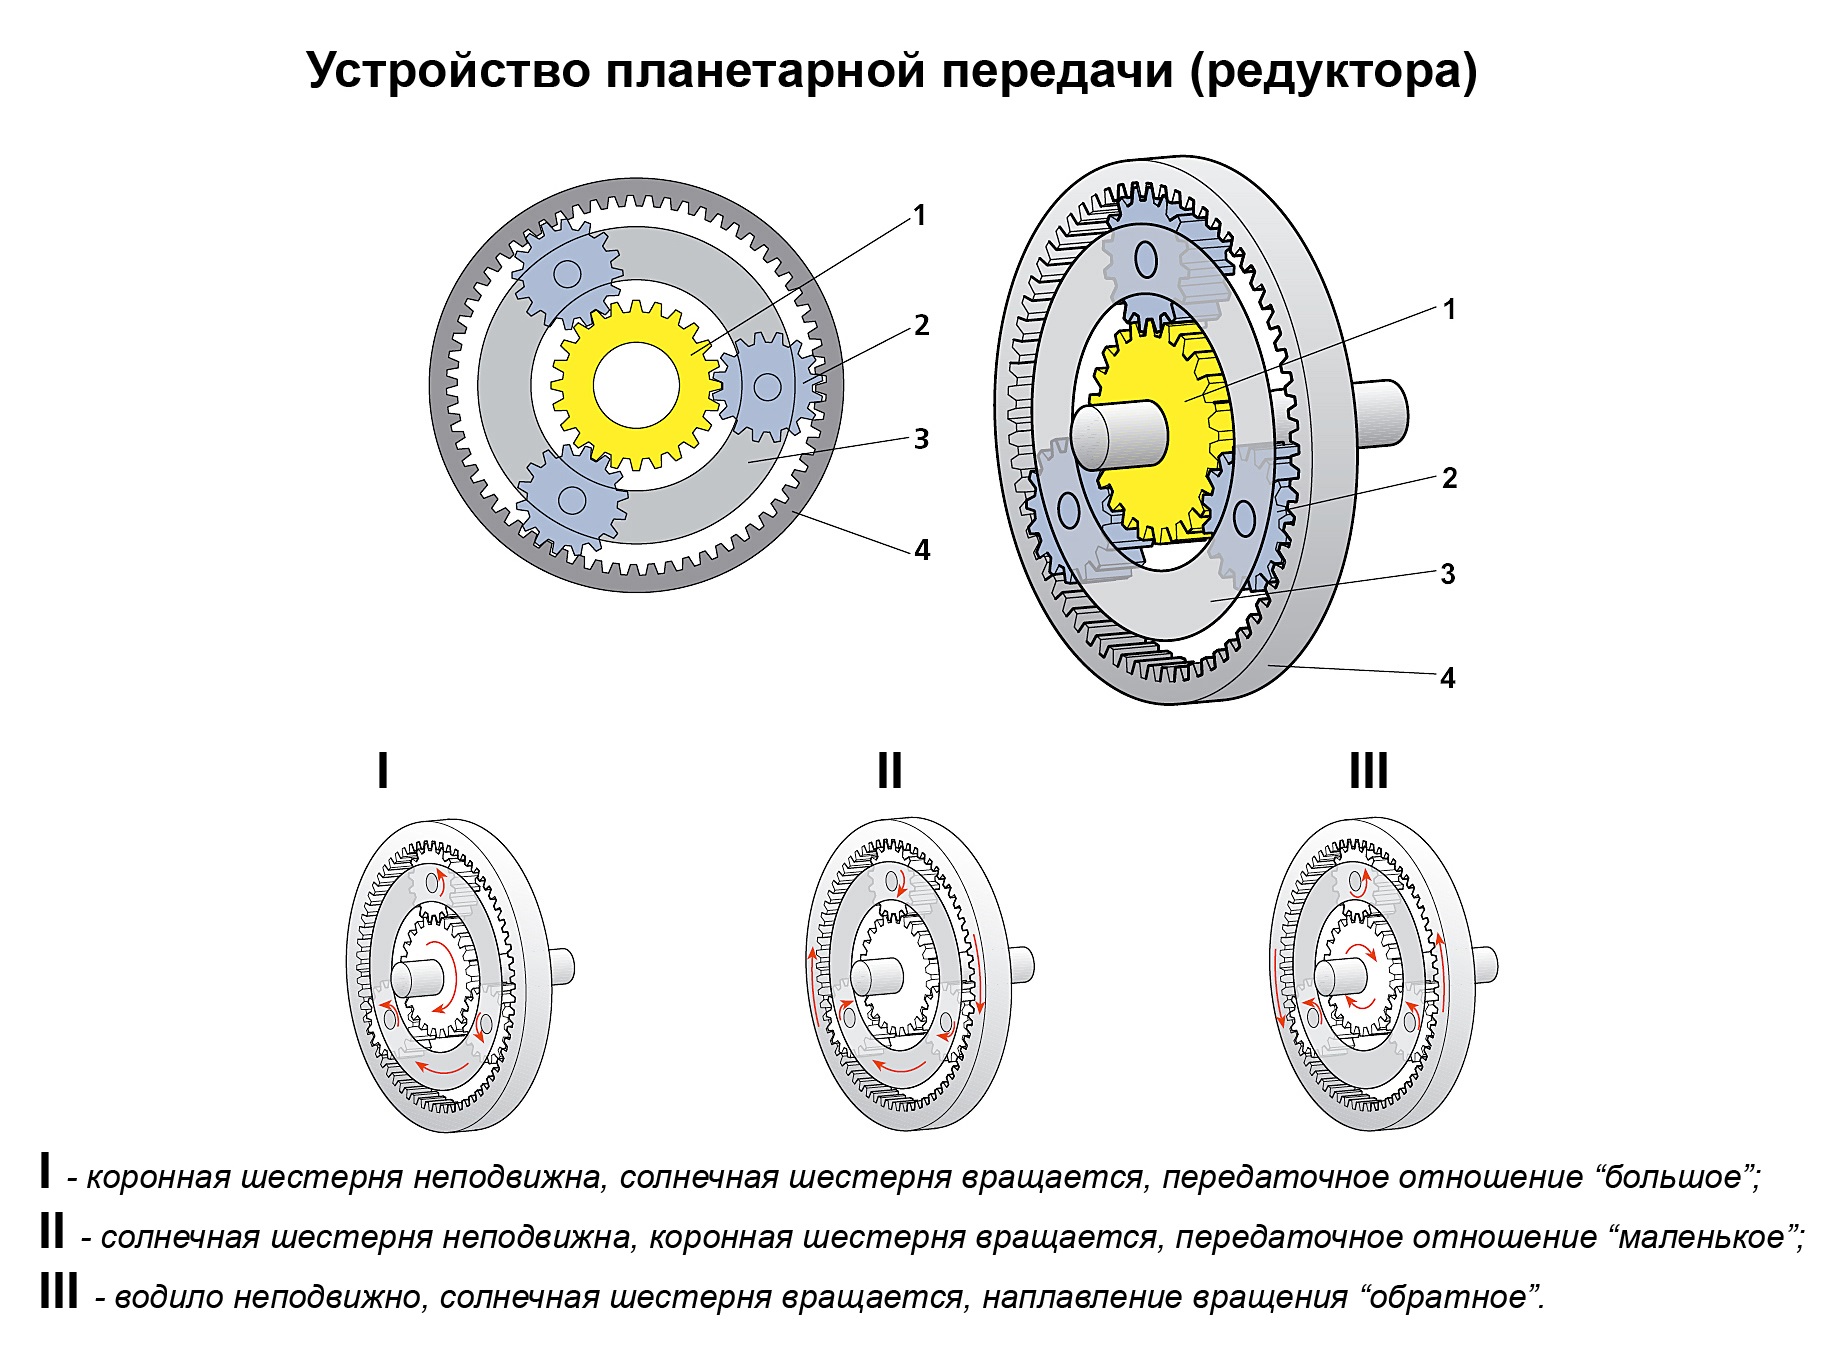 Устройство планетарной передачи (редуктора)
1
2
3
4
1
2
3
4
I
II
III
I - коронная шестерня неподвижна, солнечная шестерня вращается, передаточное отношение “большое”;
II - солнечная шестерня неподвижна, коронная шестерня вращается, передаточное отношение “маленькое”;
III - водило неподвижно, солнечная шестерня вращается, наплавление вращения “обратное”.